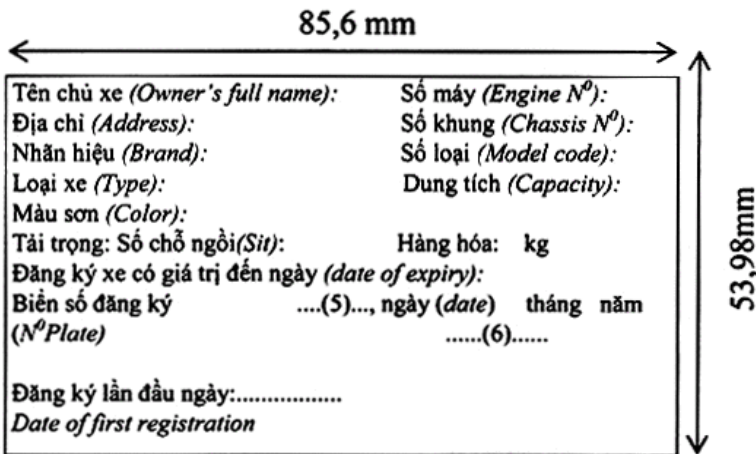 85,6 mm
Tên chủ xe (Owner's full name): Số máy (Engine N⁰):
Địa chỉ (Address): Số khung (Chassis N⁰):
Nhãn hiệu (Brand): Số loại (Model code):
Loại xe (Type): Dung tích (Capacity):
Màu sơn (Color):
Tải trọng: Số chỗ ngồi(Sit): Hàng hóa: kg
Đăng ký xe có giá trị đến ngày (date of expiry):
Biển số đăng ký ....(5)..., ngày (date) tháng năm
(N⁰Plate) ......(6)......
Đăng ký lần đầu ngày:..................
Date of first registration
53,98mm